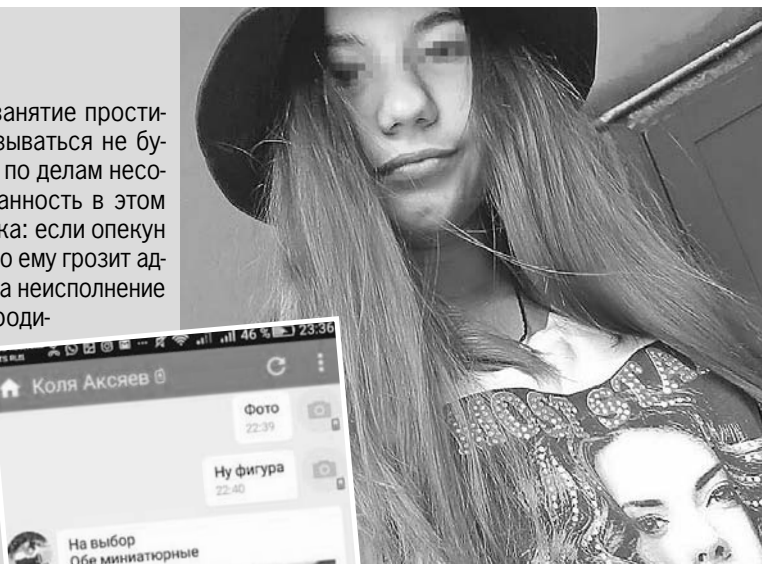 занятие прости-
зываться не бу-
по делам несо-
анность в этом
ка: если опекун
о ему грозит ад-
а неисполнение
роди-
46 % 23:36
Коля Аксяев
Фото
22:39
Ну фигура
22:40
На выбор
Обе миниатюрные